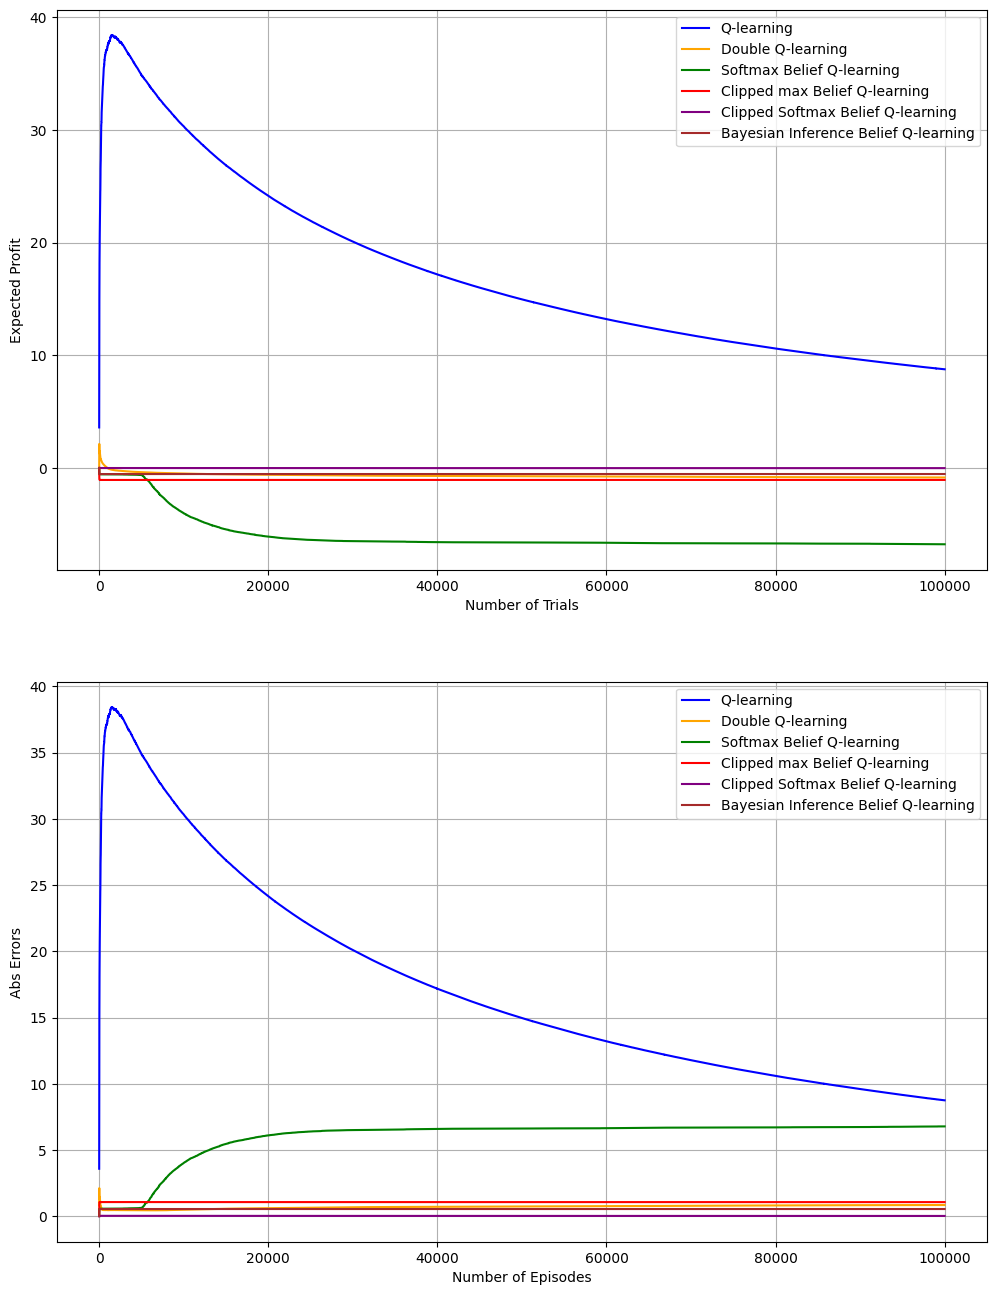 40
30
20
10
0
Expected Profit
Q-learning
Double Q-learning
Softmax Belief Q-learning
Clipped max Belief Q-learning
Clipped Softmax Belief Q-learning
Bayesian Inference Belief Q-learning
0 20000 40000 60000 80000 100000
Number of Trials
40
35
30
25
20
15
10
5
0
Abs Errors
Q-learning
Double Q-learning
Softmax Belief Q-learning
Clipped max Belief Q-learning
Clipped Softmax Belief Q-learning
Bayesian Inference Belief Q-learning
0 20000 40000 60000 80000 100000
Number of Episodes